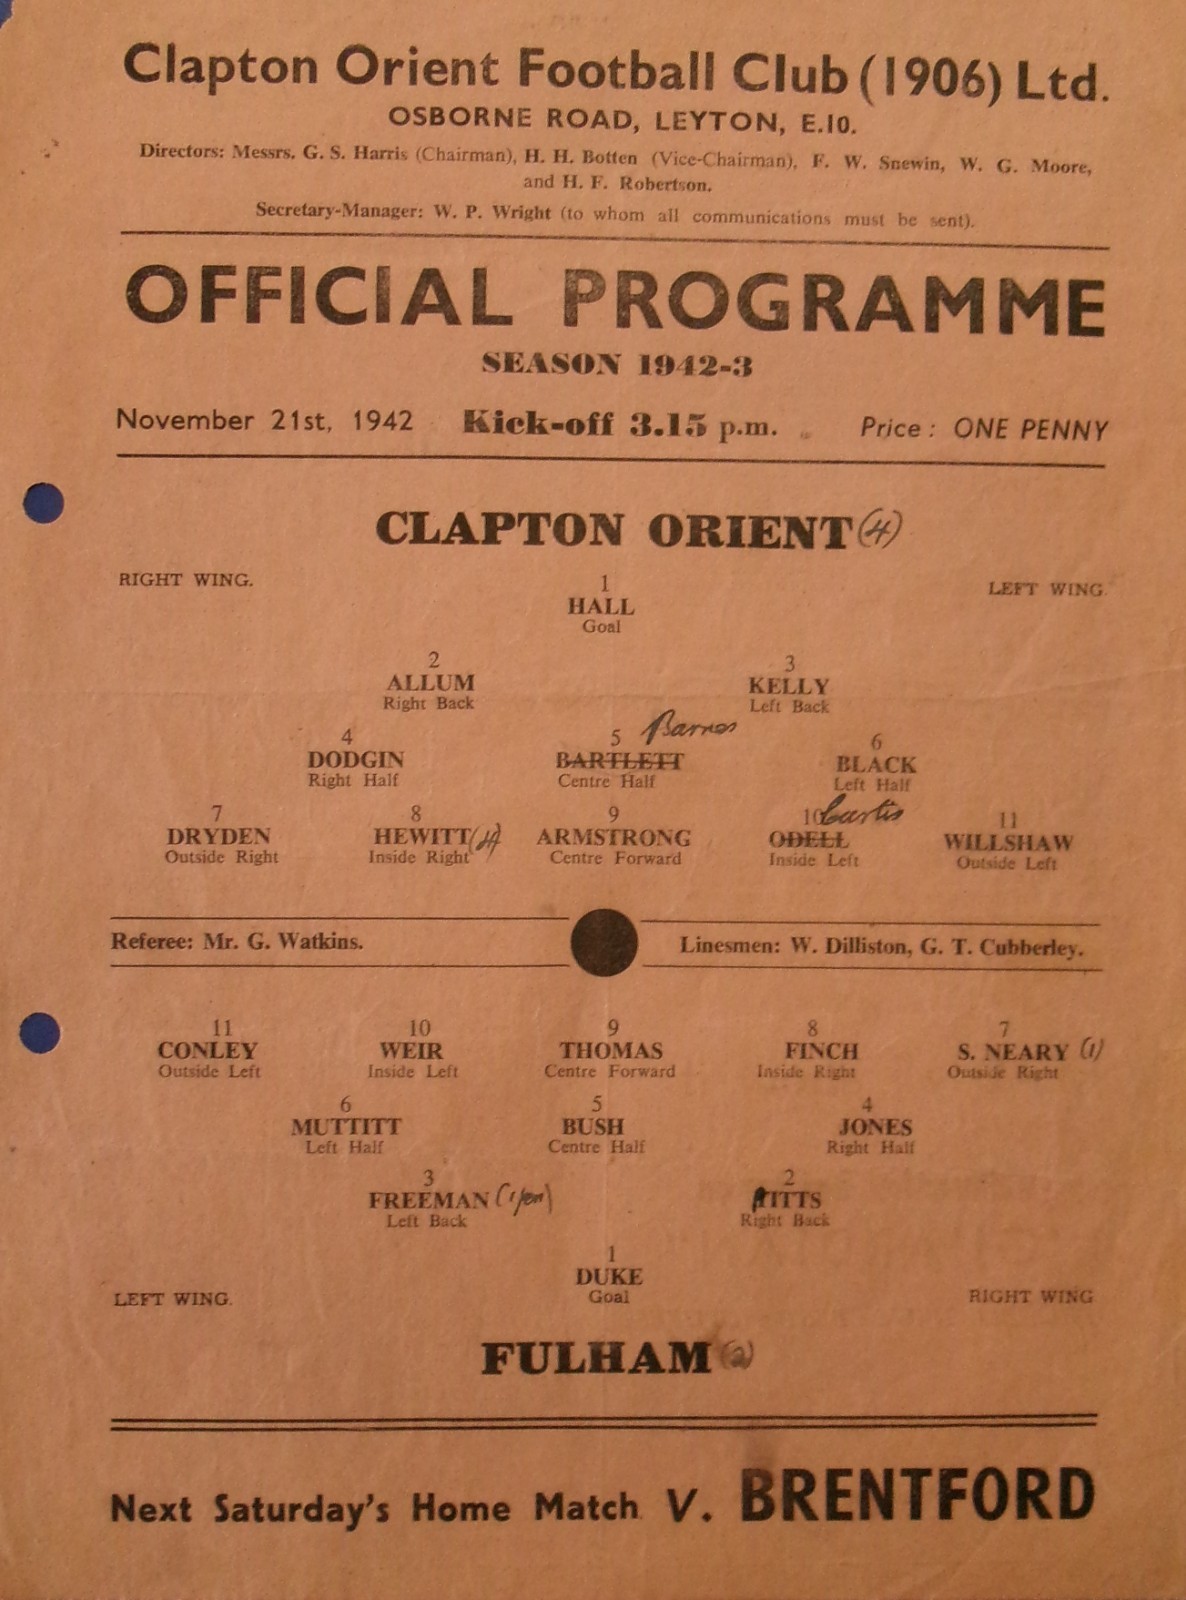 Clapton Orient Football Club (1906) Ltd.
OSBORNE ROAD, LEYTON, E.10.
Directors: Messrs. G. S. Harris (Chairman), H. H. Botten (Vice-Chairman), F. W. Snewin, W. G. Moore,
and H. F. Robertson.
Secretary-Manager: W. P. Wright (to whom all communications must be sent).
OFFICIAL PROGRAMME
SEASON 1942-3
November 21st, 1942 Kick-off 3.15 p.m. Price: ONE PENNY
CLAPTON ORIENT (4)
RIGHT WING. 1 LEFT WING.
HALL
Goal
2 3
ALLUM KELLY
Right Back Left Back
4 5 Barnes 6
DODGIN BARTLETT BLACK
Right Half Centre Half Left Half
7 8 9 10 Curtis 11
DRYDEN HEWITT (4) ARMSTRONG ODELL WILLSHAW
Outside Right Inside Right Centre Forward Inside Left Outside Left
Referee: Mr. G. Watkins. Linesmen: W. Dilliston, G. T. Cubberley.
11 10 9 8 7
CONLEY WEIR THOMAS FINCH S. NEARY (1)
Outside Left Inside Left Centre Forward Inside Right Outside Right
6 5 4
MUTTITT BUSH JONES
Left Half Centre Half Right Half
3 2
FREEMAN (1 pen) PITTS
Left Back Right Back
1
DUKE
LEFT WING. Goal RIGHT WING
FULHAM (2)
Next Saturday's Home Match V. BRENTFORD